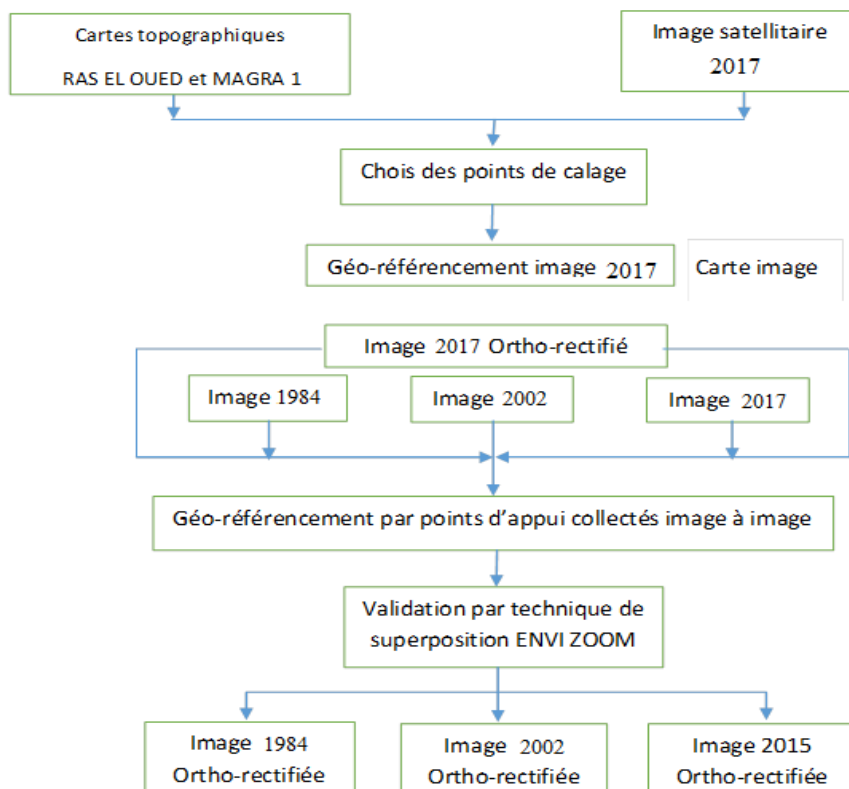 Cartes topographiques
RAS EL OUED et MAGRA 1
Image satellitaire
2017
Chois des points de calage
Géo-référencement image 2017
Carte image
Image 2017 Ortho-rectifié
Image 1984
Image 2002
Image 2017
Géo-référencement par points d'appui collectés image à image
Validation par technique de
superposition ENVI ZOOM
Image 1984
Ortho-rectifiée
Image 2002
Ortho-rectifiée
Image 2015
Ortho-rectifiée